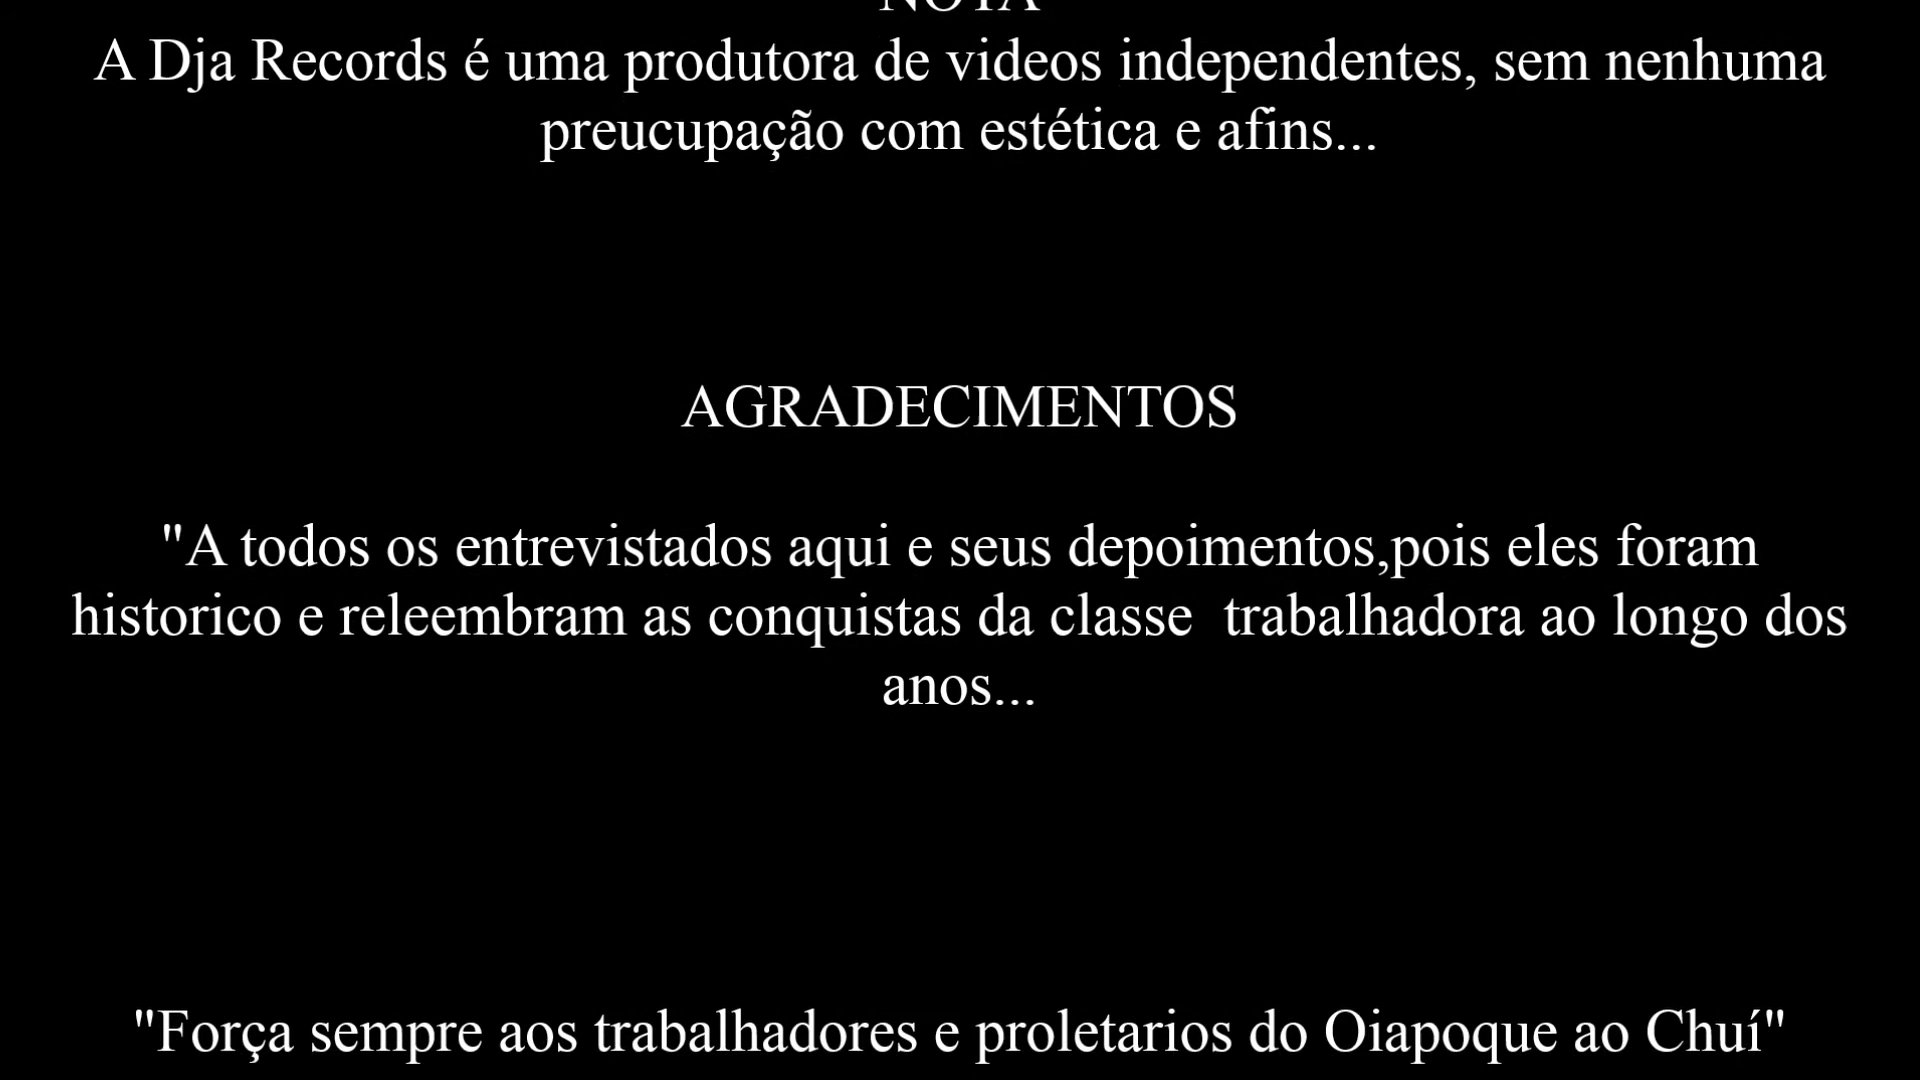 NOTA
A Dja Records é uma produtora de videos independentes, sem nenhuma
preucupação com estética e afins...
AGRADECIMENTOS
"A todos os entrevistados aqui e seus depoimentos,pois eles foram
historico e releembram as conquistas da classe  trabalhadora ao longo dos
anos...
"Força sempre aos trabalhadores e proletarios do Oiapoque ao Chuí"